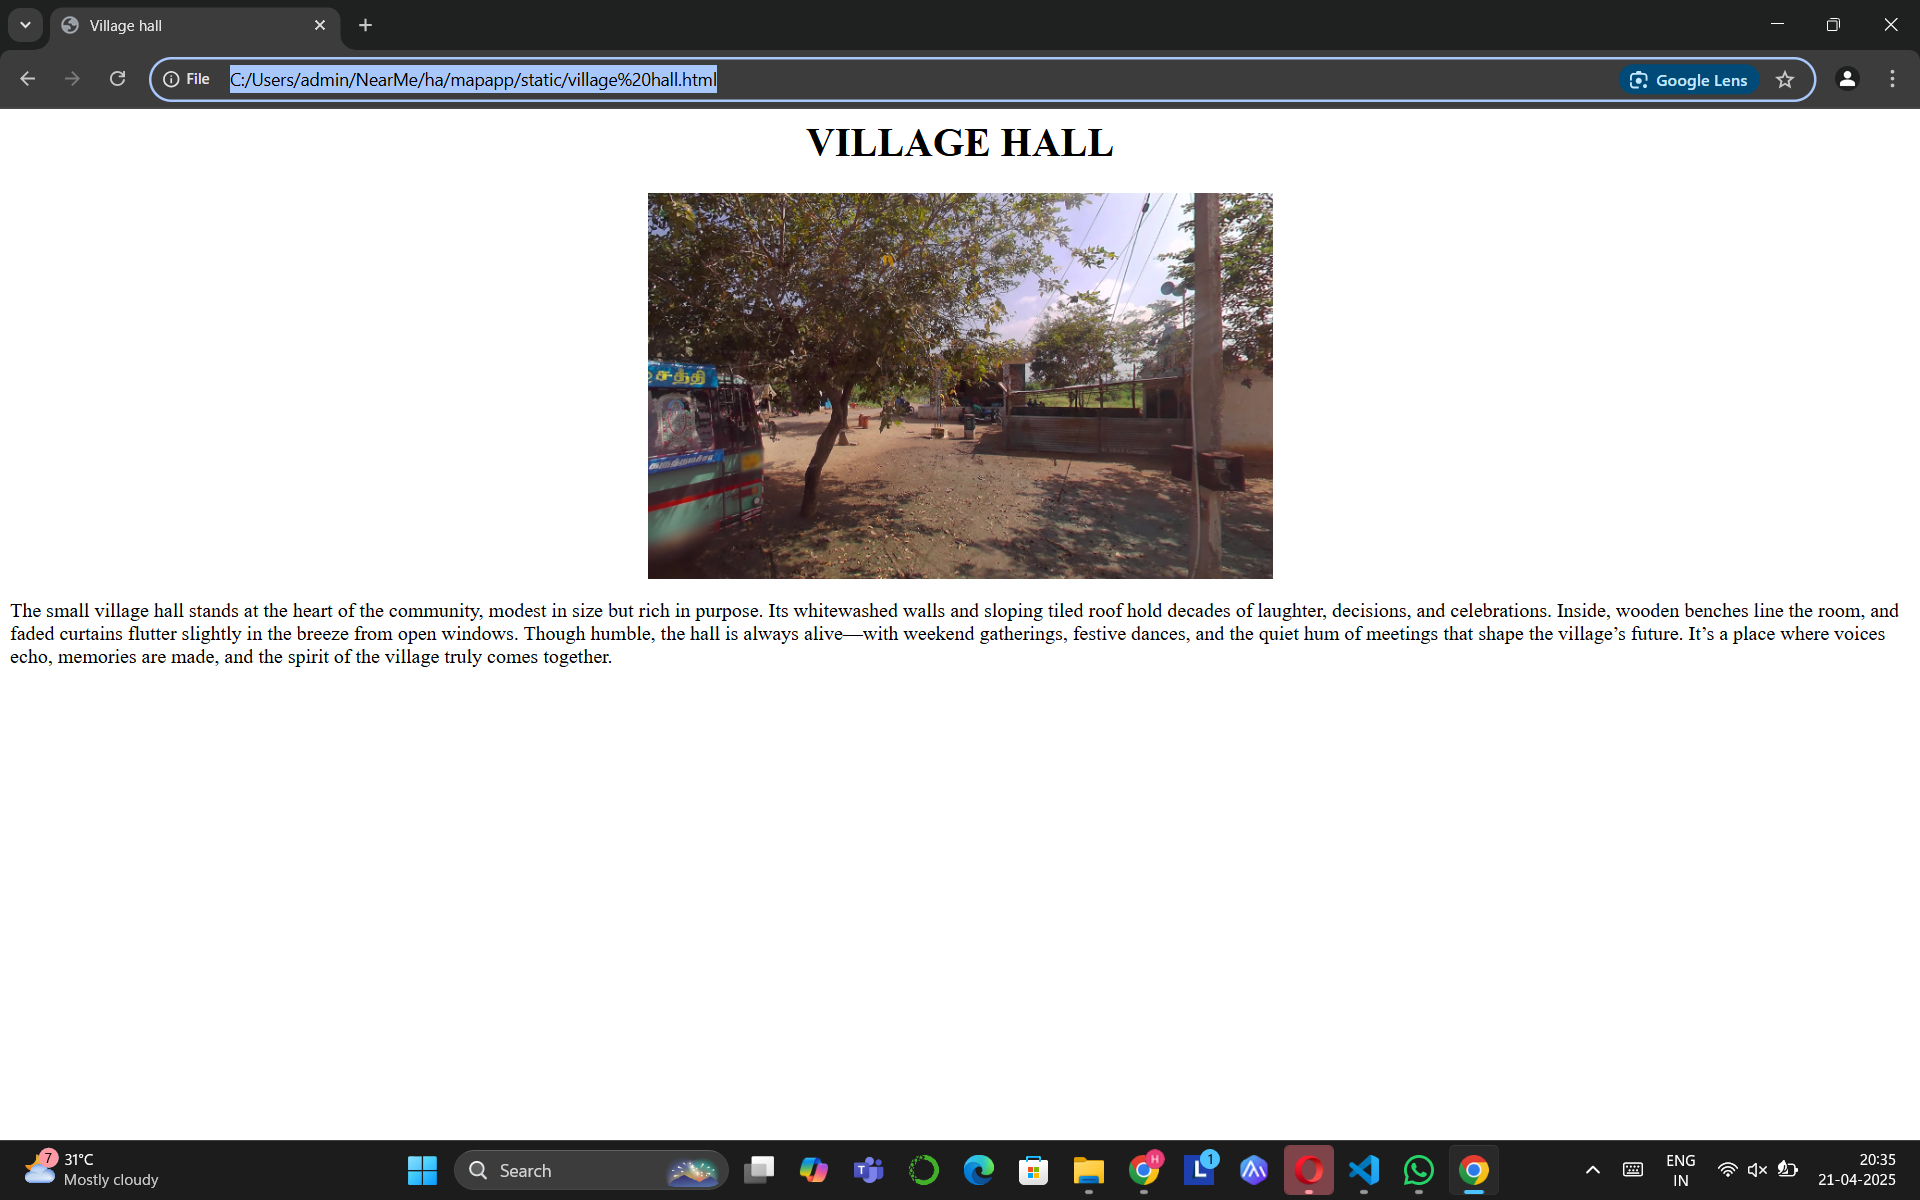 Village hall
File
C:/Users/admin/NearMe/ha/mapapp/static/village%20hall.html
Google Lens
VILLAGE HALL
சக்தி
The small village hall stands at the heart of the community, modest in size but rich in purpose. Its whitewashed walls and sloping tiled roof hold decades of laughter, decisions, and celebrations. Inside, wooden benches line the room, and
faded curtains flutter slightly in the breeze from open windows. Though humble, the hall is always alive—with weekend gatherings, festive dances, and the quiet hum of meetings that shape the village’s future. It’s a place where voices
echo, memories are made, and the spirit of the village truly comes together.
7
31°C
Mostly cloudy
Search
H
L
1
ENG
IN
20:35
21-04-2025